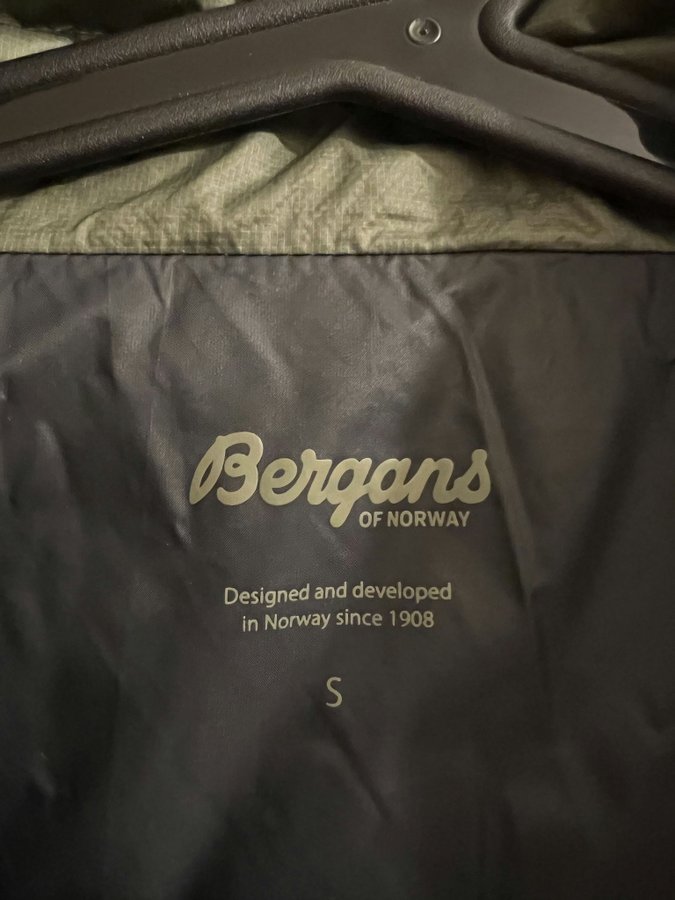 Bergans
OF NORWAY
Designed and developed
in Norway since 1908
S